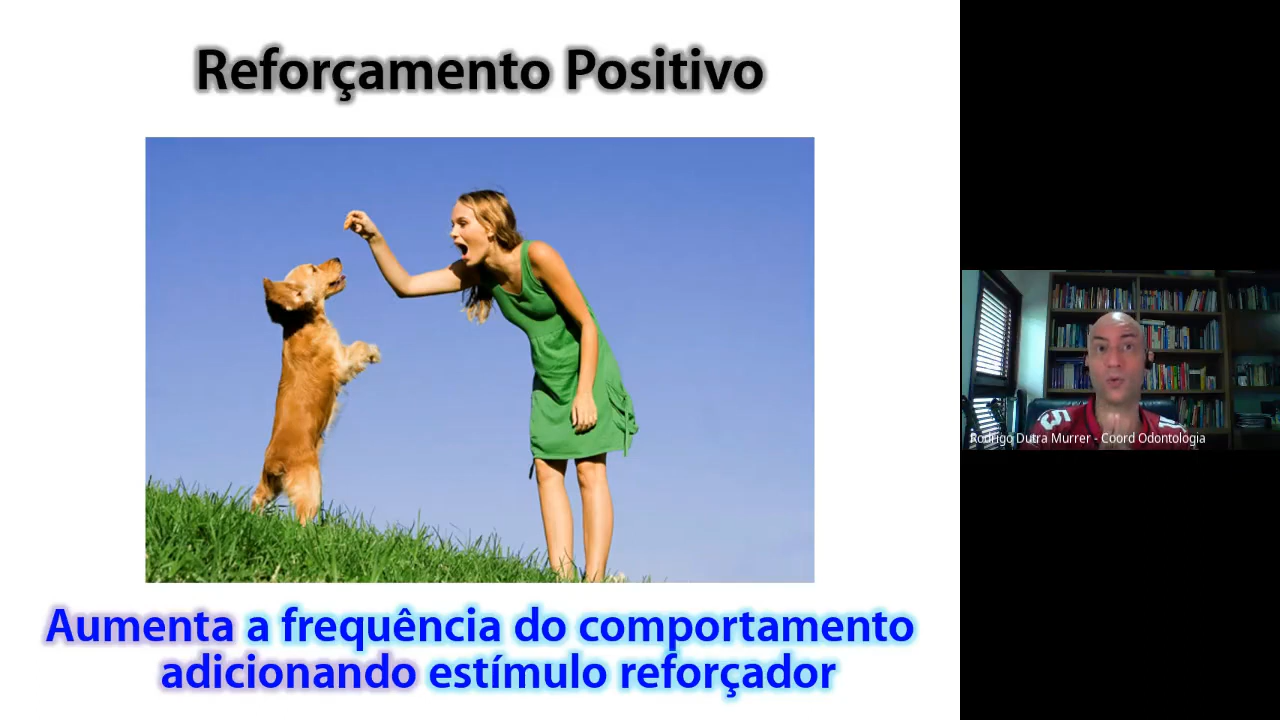 Reforçamento Positivo
Aumenta a frequência do comportamento
adicionando estímulo reforçador
Rodrigo Dutra Murrer - Coord Odontologia